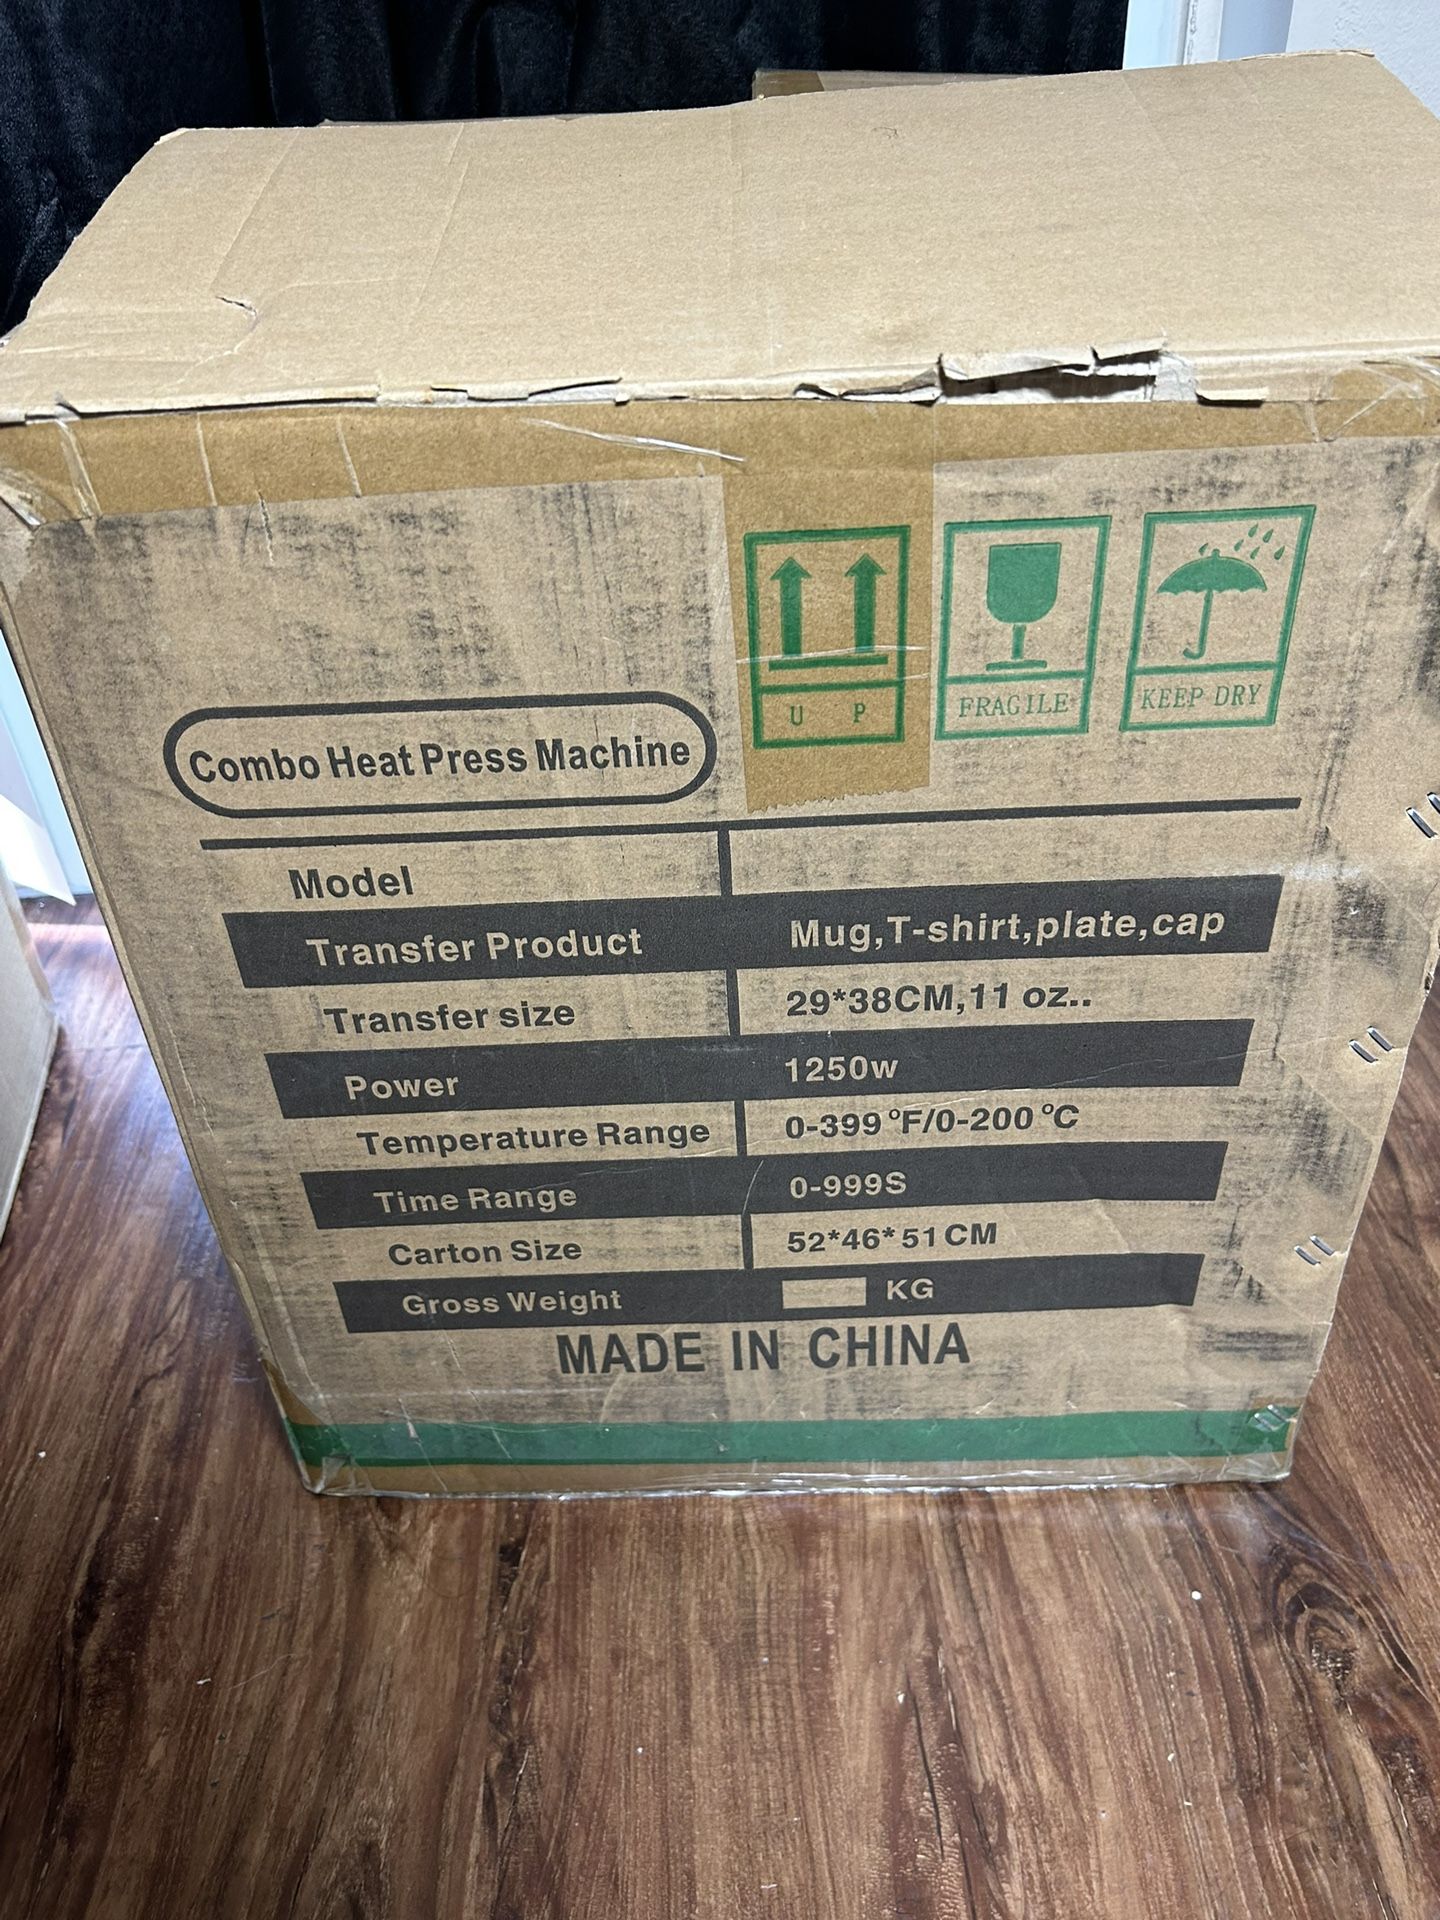 U P
FRAGILE
KEEP DRY
Combo Heat Press Machine
Model
Transfer Product Mug,T-shirt,plate,cap
Transfer size 29*38CM,11 oz..
Power 1250w
Temperature Range 0-399 °F/0-200 °C
Time Range 0-999S
Carton Size 52*46*51CM
Gross Weight KG
MADE IN CHINA